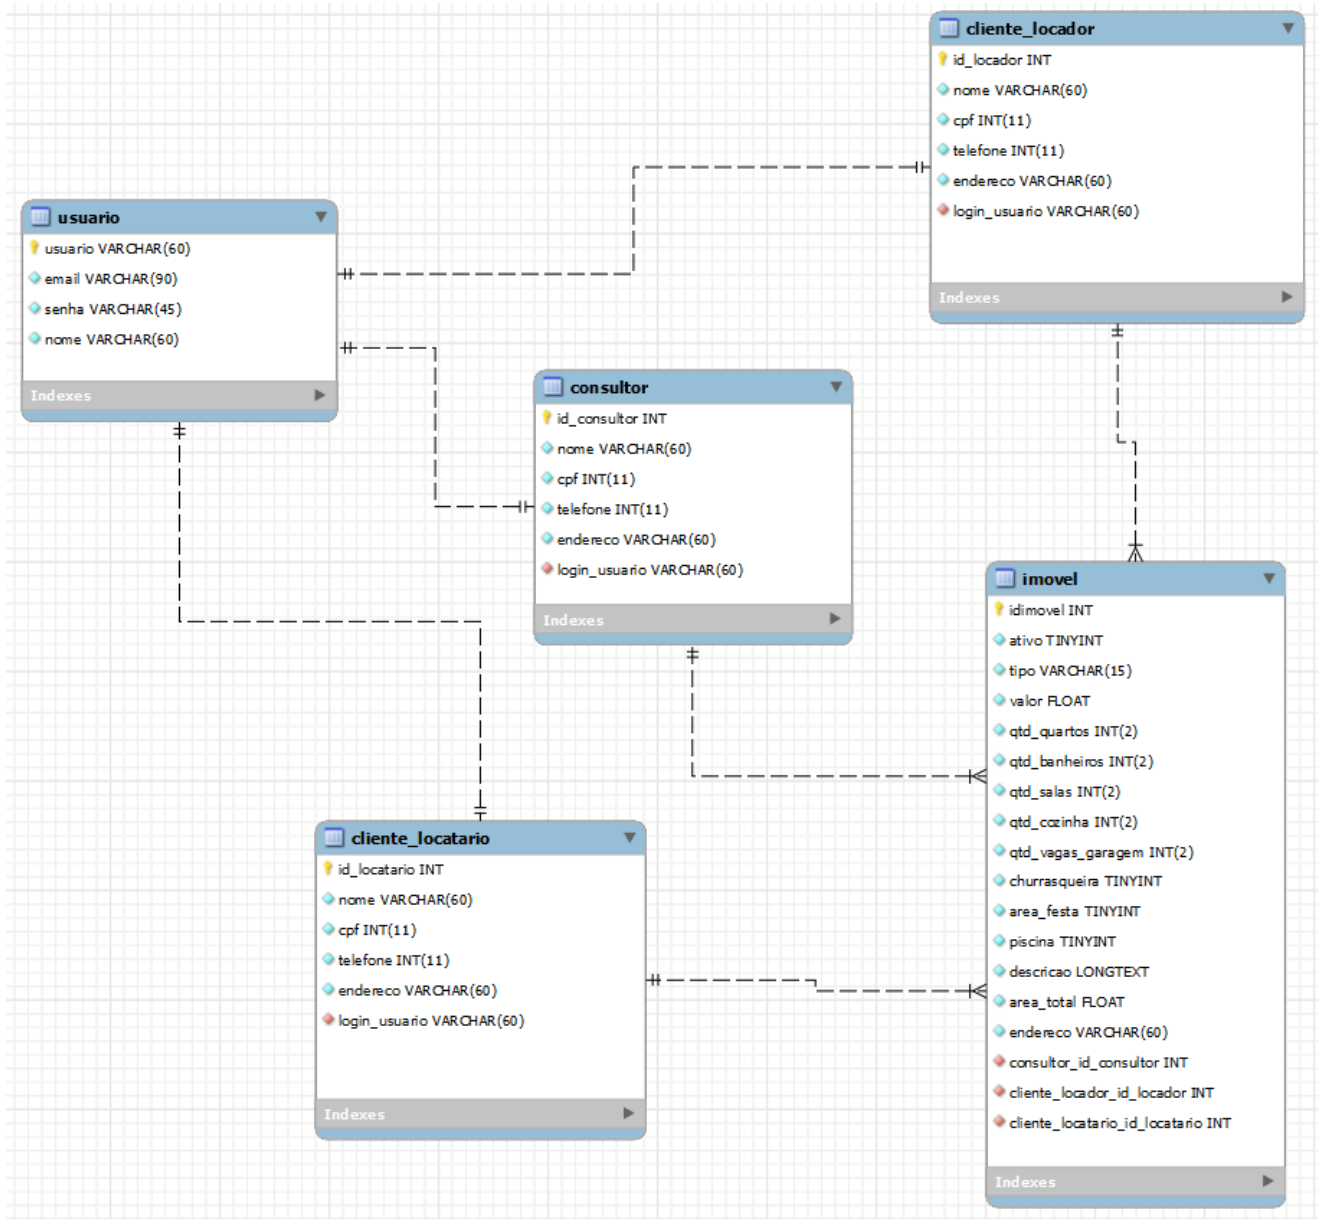 cliente_locador
id_locador INT
nome VARCHAR(60)
cpf INT(11)
telefone INT(11)
endereco VARCHAR(60)
login_usuario VARCHAR(60)
Indexes
usuario
usuario VARCHAR(60)
email VARCHAR(90)
senha VARCHAR(45)
nome VARCHAR(60)
Indexes
consultor
id_consultor INT
nome VARCHAR(60)
cpf INT(11)
telefone INT(11)
endereco VARCHAR(60)
login_usuario VARCHAR(60)
Indexes
imovel
idimovel INT
ativo TINYINT
tipo VARCHAR(15)
valor FLOAT
qtd_quartos INT(2)
qtd_banheiros INT(2)
qtd_salas INT(2)
qtd_cozinha INT(2)
qtd_vagas_garagem INT(2)
churrasqueira TINYINT
area_festa TINYINT
piscina TINYINT
descricao LONGTEXT
area_total FLOAT
endereco VARCHAR(60)
consultor_id_consultor INT
cliente_locador_id_locador INT
cliente_locatario_id_locatario INT
Indexes
cliente_locatario
id_locatario INT
nome VARCHAR(60)
cpf INT(11)
telefone INT(11)
endereco VARCHAR(60)
login_usuario VARCHAR(60)
Indexes